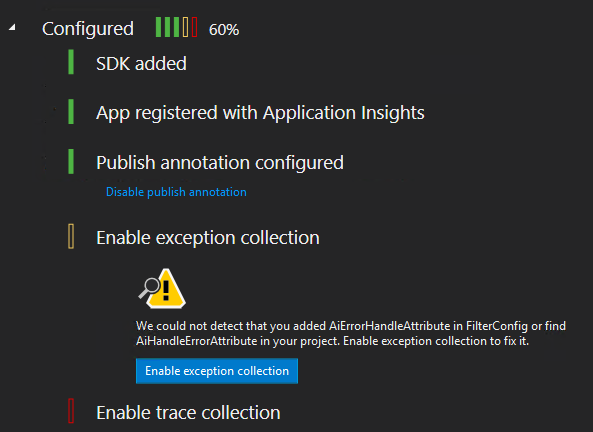 Configured 60%
SDK added
App registered with Application Insights
Publish annotation configured
Disable publish annotation
Enable exception collection
We could not detect that you added AiErrorHandleAttribute in FilterConfig or find
AiHandleErrorAttribute in your project. Enable exception collection to fix it.
Enable exception collection
Enable trace collection